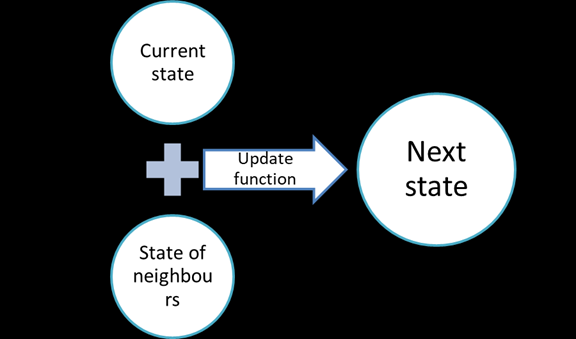 Current
state
Update
function
Next
state
State of
neighbou
rs